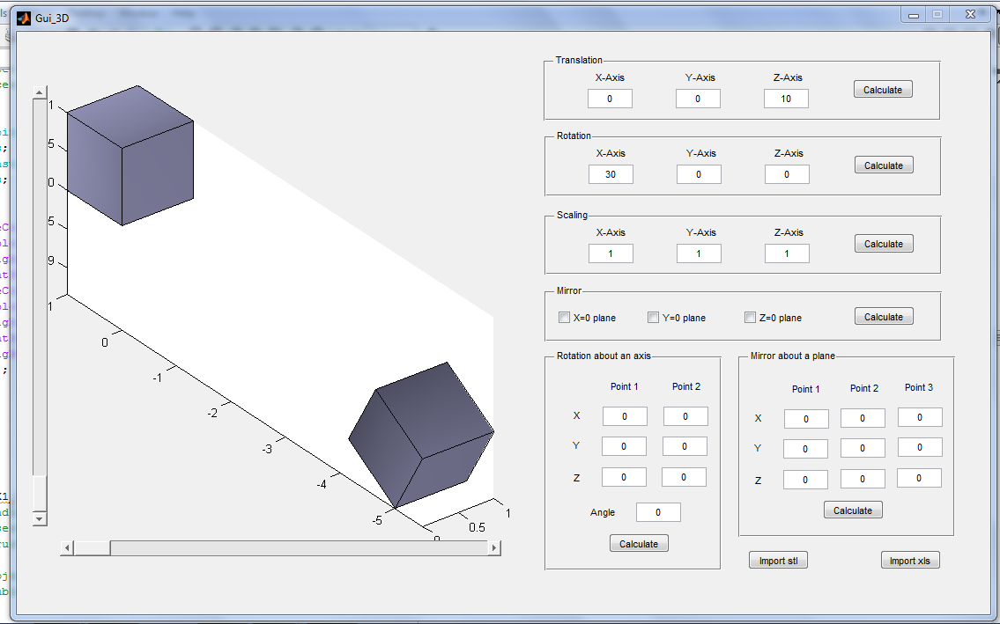 Gui_3D
Translation
X-Axis Y-Axis Z-Axis
0 0 10 Calculate
Rotation
X-Axis Y-Axis Z-Axis
30 0 0 Calculate
Scaling
X-Axis Y-Axis Z-Axis
1 1 1 Calculate
Mirror
X=0 plane Y=0 plane Z=0 plane Calculate
1
5
0
5
9
1
0
-1
-2
-3
-4
-5
0
0.5
1
Rotation about an axis
Point 1 Point 2
X 0 0
Y 0 0
Z 0 0
Angle 0
Calculate
Mirror about a plane
Point 1 Point 2 Point 3
X 0 0 0
Y 0 0 0
Z 0 0 0
Calculate
Import stl Import xls